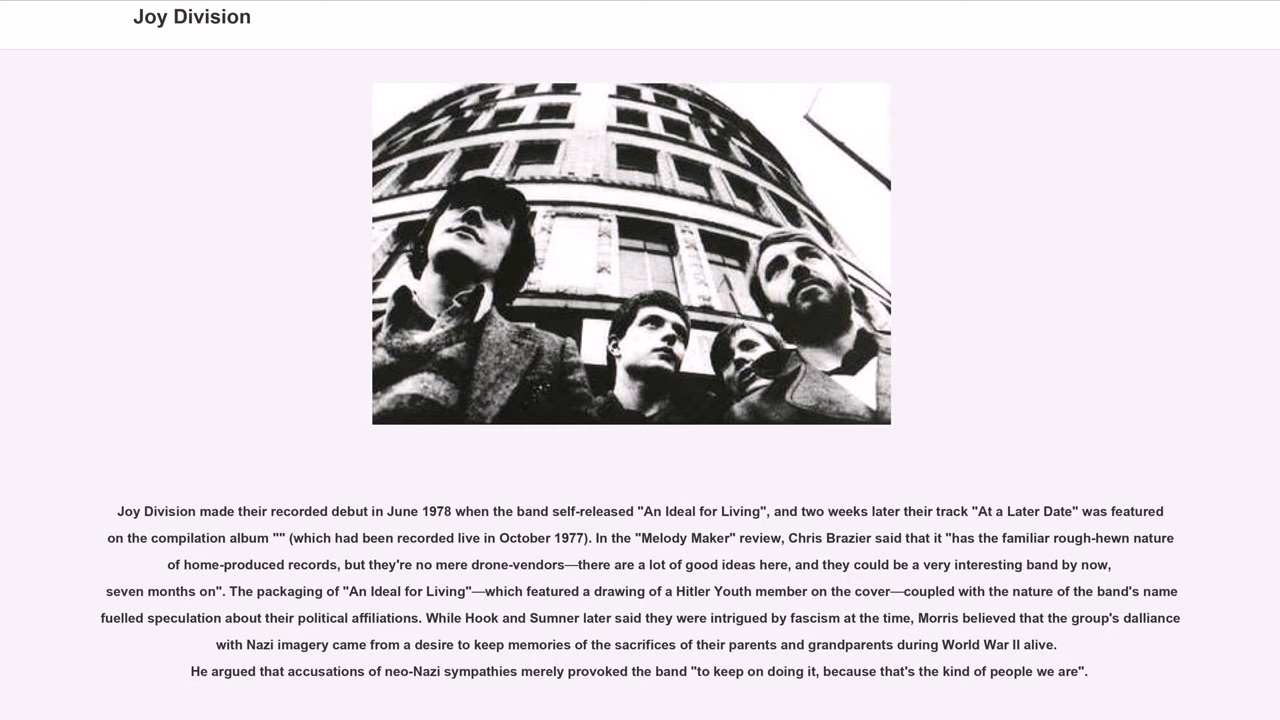 Joy Division
Joy Division made their recorded debut in June 1978 when the band self-released "An Ideal for Living", and two weeks later their track "At a Later Date" was featured
on the compilation album "" (which had been recorded live in October 1977). In the "Melody Maker" review, Chris Brazier said that it "has the familiar rough-hewn nature
of home-produced records, but they're no mere drone-vendors—there are a lot of good ideas here, and they could be a very interesting band by now,
seven months on". The packaging of "An Ideal for Living"—which featured a drawing of a Hitler Youth member on the cover—coupled with the nature of the band's name
fuelled speculation about their political affiliations. While Hook and Sumner later said they were intrigued by fascism at the time, Morris believed that the group's dalliance
with Nazi imagery came from a desire to keep memories of the sacrifices of their parents and grandparents during World War II alive.
He argued that accusations of neo-Nazi sympathies merely provoked the band "to keep on doing it, because that's the kind of people we are".